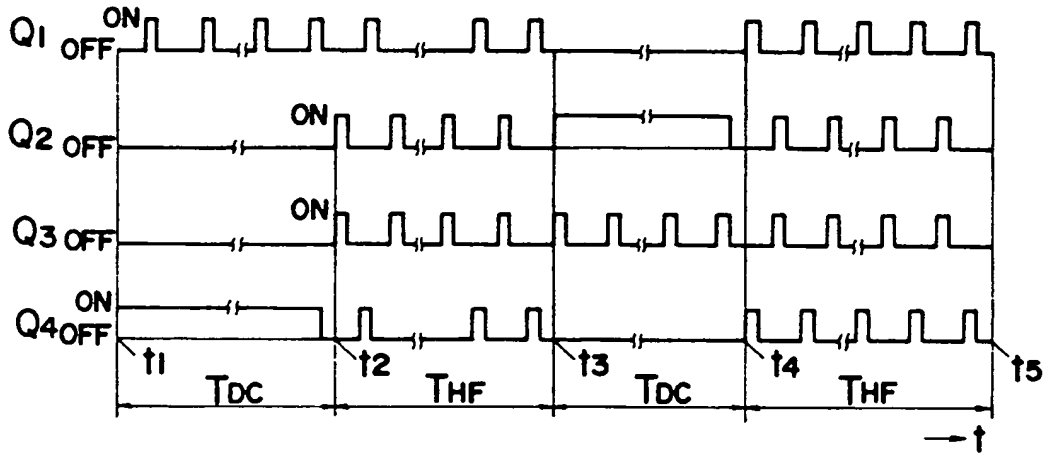 Q1 ON
OFF
Q2 OFF ON
Q3 OFF ON
Q4 ON
OFF
t1 t2 t3 t4 t5
TDC THF TDC THF
t